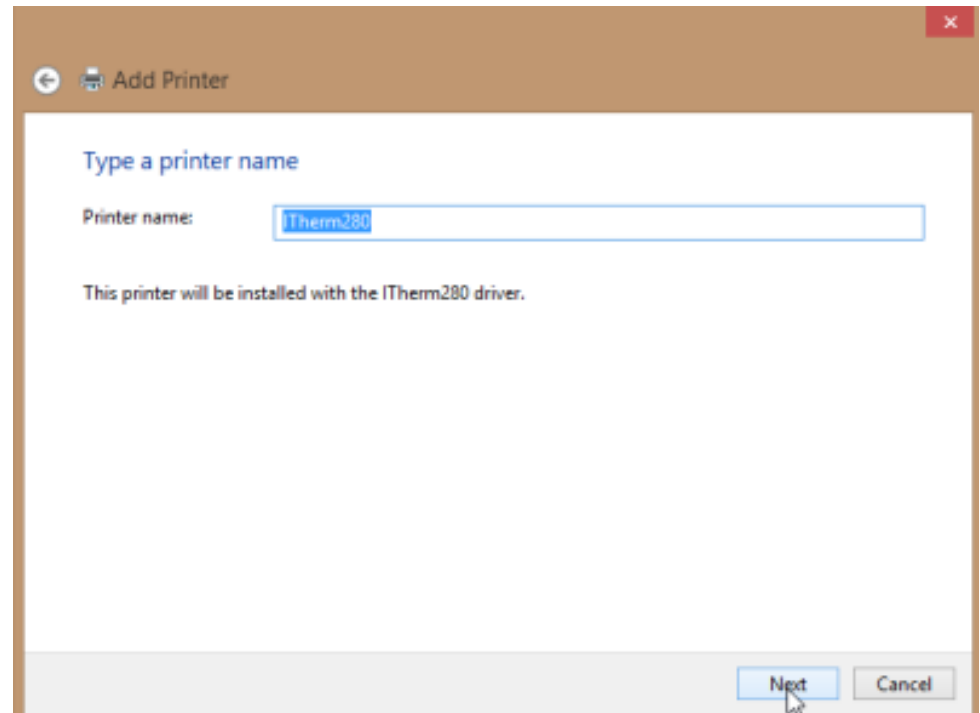 Add Printer
Type a printer name
Printer name: ITherm280
This printer will be installed with the ITherm280 driver.
Next Cancel